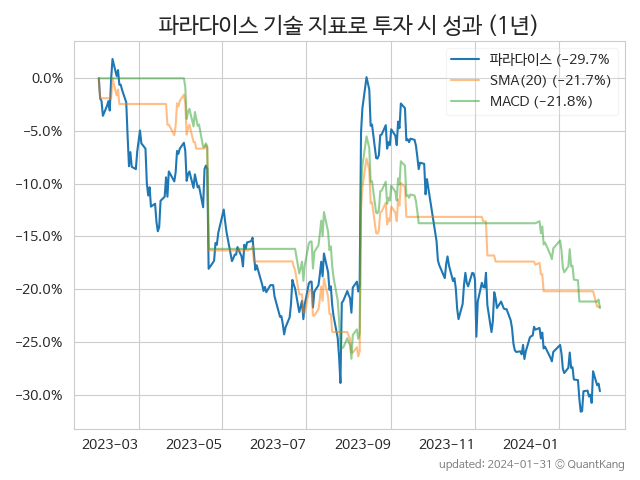 파라다이스 기술 지표로 투자 시 성과 (1년)
파라다이스 (−29.7%
SMA(20) (−21.7%)
MACD (−21.8%)
0.0%
−5.0%
−10.0%
−15.0%
−20.0%
−25.0%
−30.0%
2023-03 2023-05 2023-07 2023-09 2023-11 2024-01
updated: 2024-01-31 © QuantKang